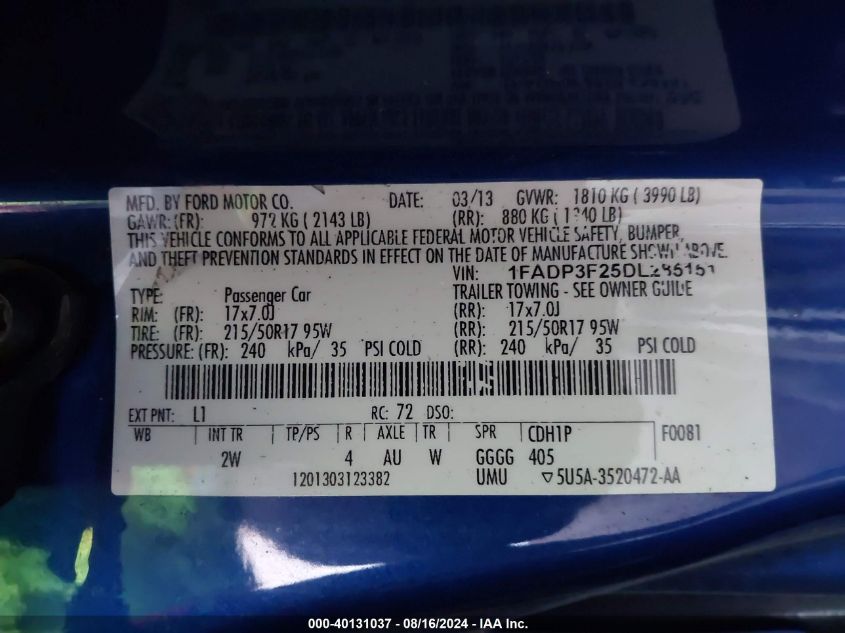 MFD. BY FORD MOTOR CO. DATE: 03/13 GVWR: 1810 KG ( 3990 LB)
GAWR: (FR): 972 KG ( 2143 LB) (RR): 880 KG ( 1940 LB)
THIS VEHICLE CONFORMS TO ALL APPLICABLE FEDERAL MOTOR VEHICLE SAFETY, BUMPER,
AND THEFT PREVENTION STANDARDS IN EFFECT ON THE DATE OF MANUFACTURE SHOWN ABOVE.
VIN:
TYPE: Passenger Car TRAILER TOWING - SEE OWNER GUIDE
RIM: (FR): 17x7.0J (RR): 17x7.0J
TIRE: (FR): 215/50R17 95W (RR): 215/50R17 95W
PRESSURE: (FR): 240 kPa/ 35 PSI COLD (RR): 240 kPa/ 35 PSI COLD
EXT PNT: L1 RC: 72 DSO:
WB INT TR TP/PS R AXLE TR SPR CDH1P F0081
2W 4 AU W GGGG 405
1201303123382 UMU ▽5U5A-3520472-AA
000-40131037 - 08/16/2024 - IAA Inc.